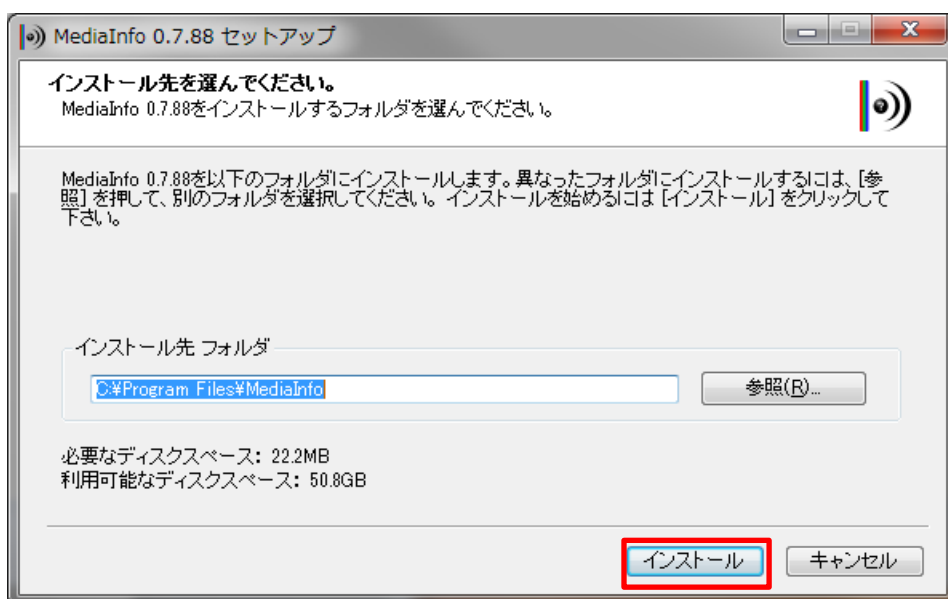 MediaInfo 0.7.88 セットアップ
インストール先を選んでください。
MediaInfo 0.7.88をインストールするフォルダを選んでください。
MediaInfo 0.7.88を以下のフォルダにインストールします。異なったフォルダにインストールするには、[参
照] を押して、別のフォルダを選択してください。インストールを始めるには [インストール] をクリックして
下さい。
インストール先 フォルダ
C:¥Program Files¥MediaInfo
参照(R)...
必要なディスクスペース: 22.2MB
利用可能なディスクスペース: 50.8GB
インストール
キャンセル